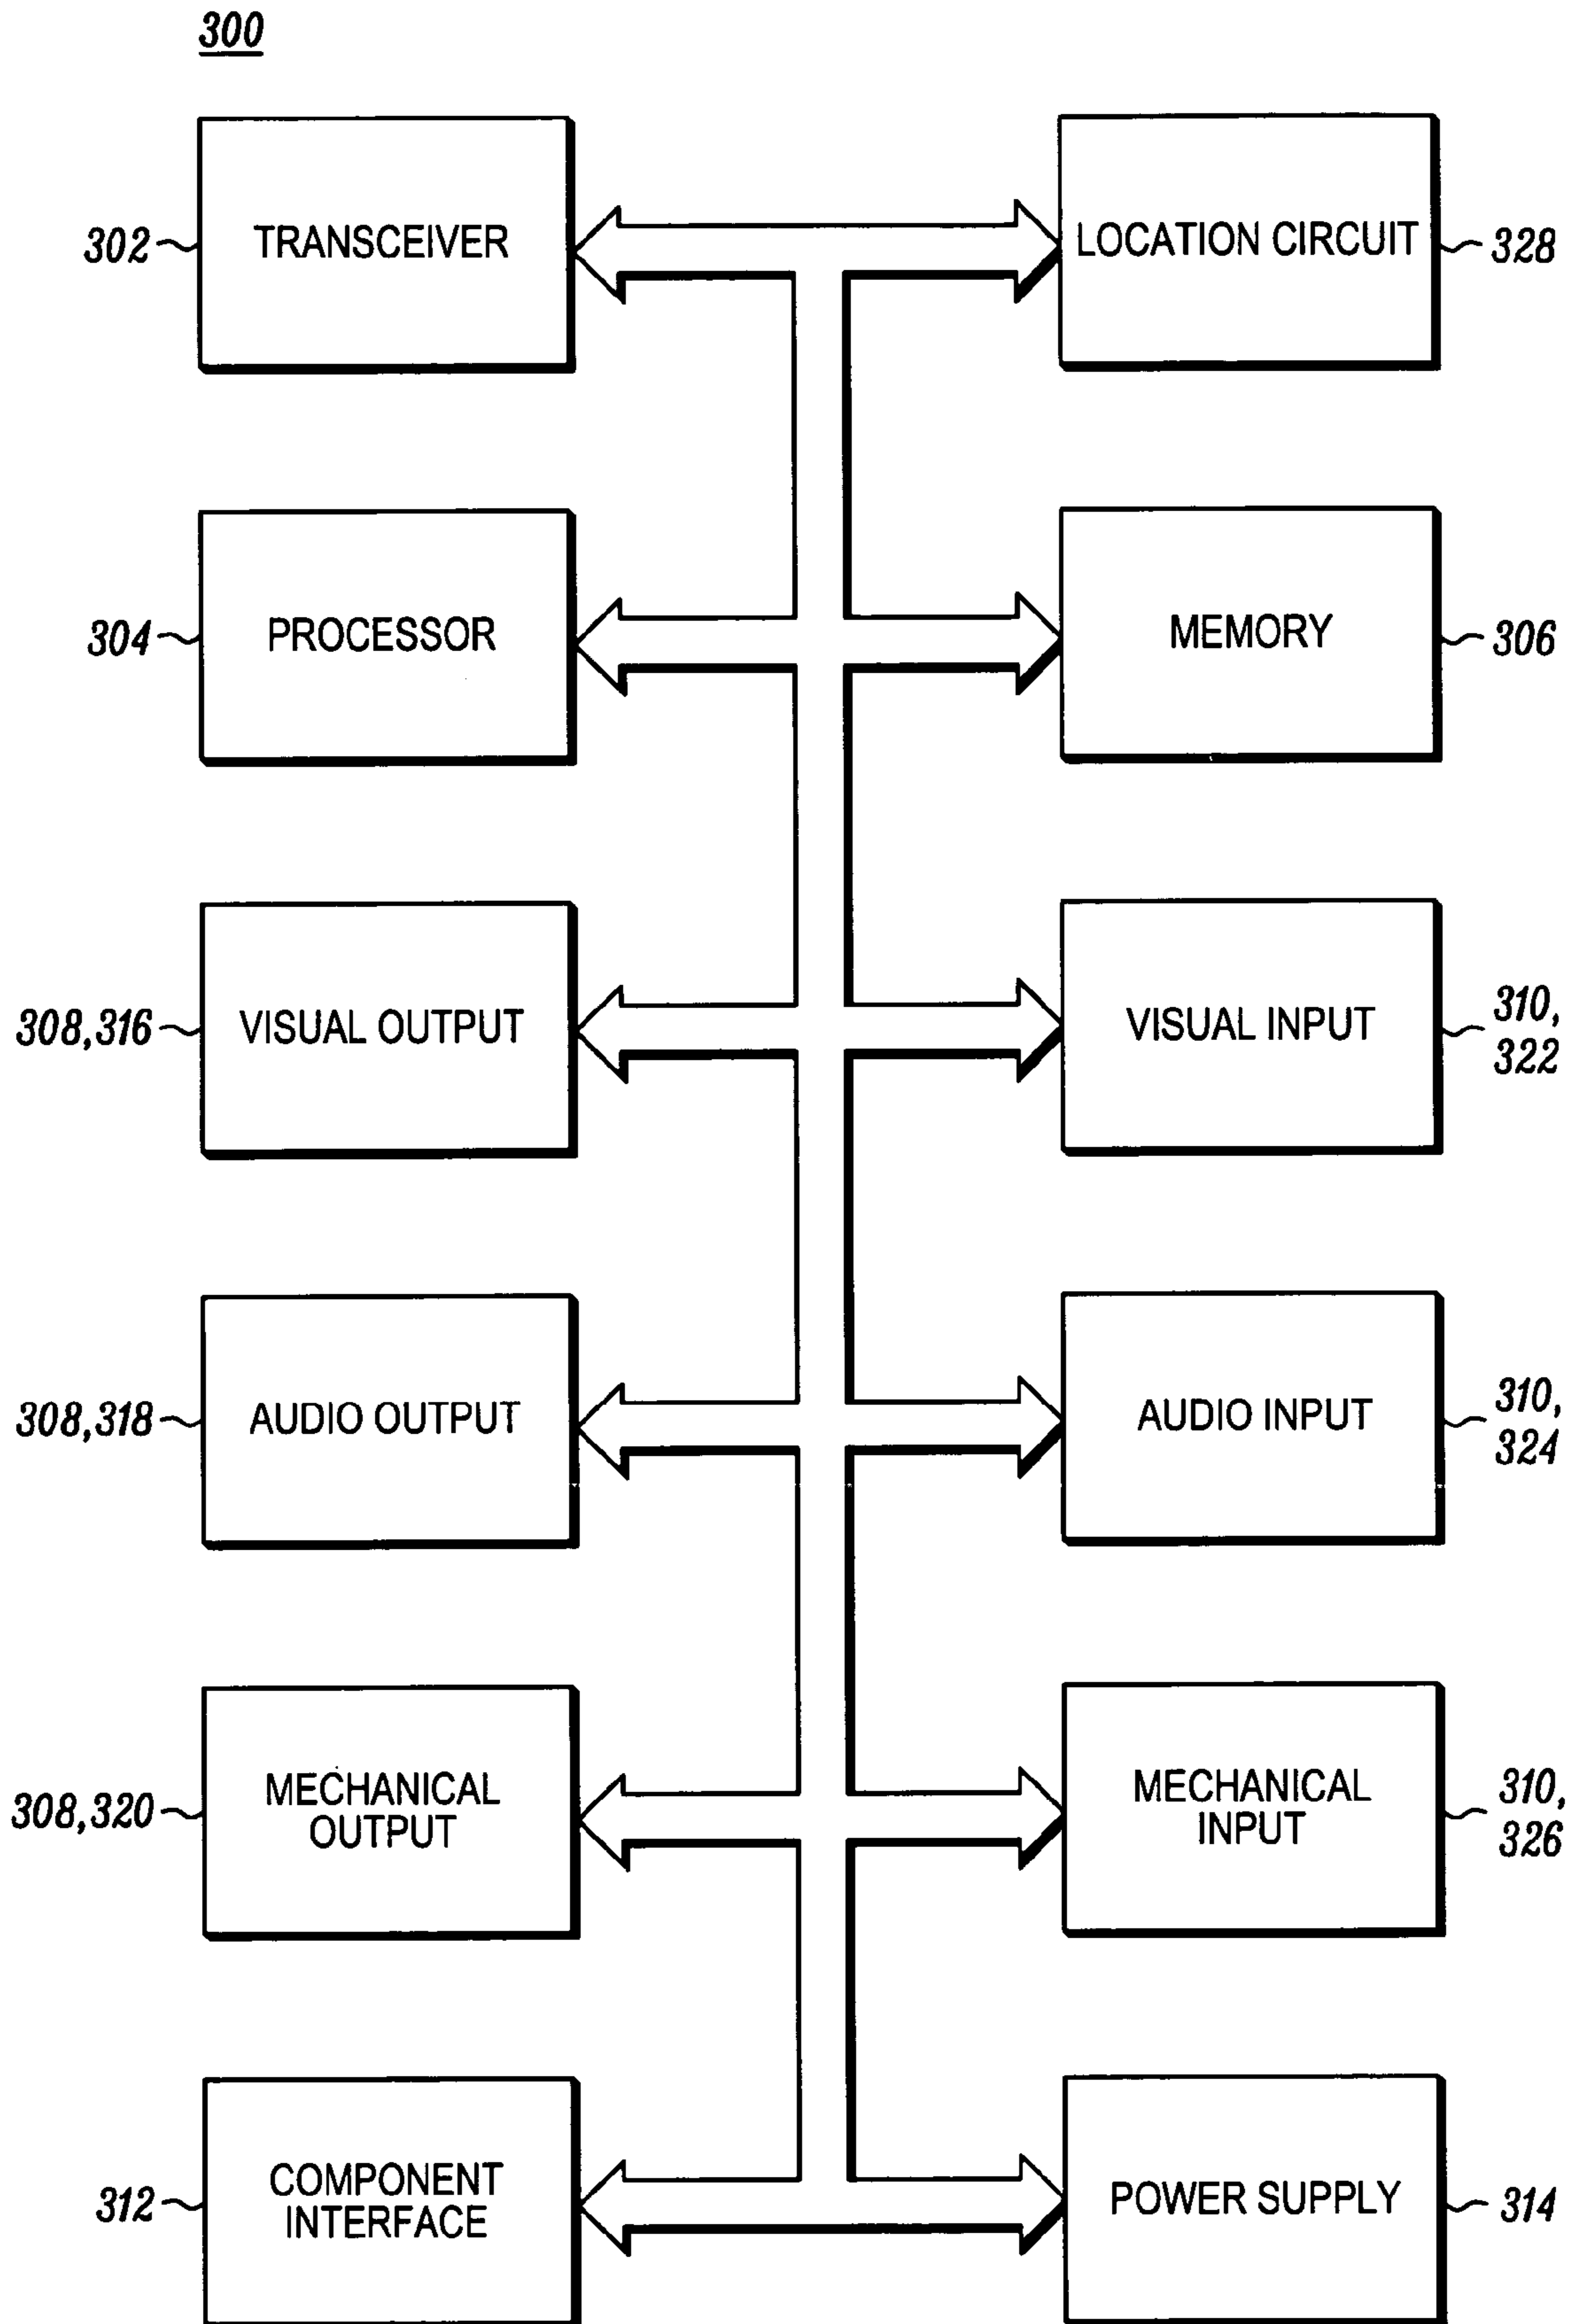 300
302
TRANSCEIVER
LOCATION CIRCUIT
328
304
PROCESSOR
MEMORY
306
308,316
VISUAL OUTPUT
VISUAL INPUT
310,
322
308,318
AUDIO OUTPUT
AUDIO INPUT
310,
324
308,320
MECHANICAL
OUTPUT
MECHANICAL
INPUT
310,
326
312
COMPONENT
INTERFACE
POWER SUPPLY
314